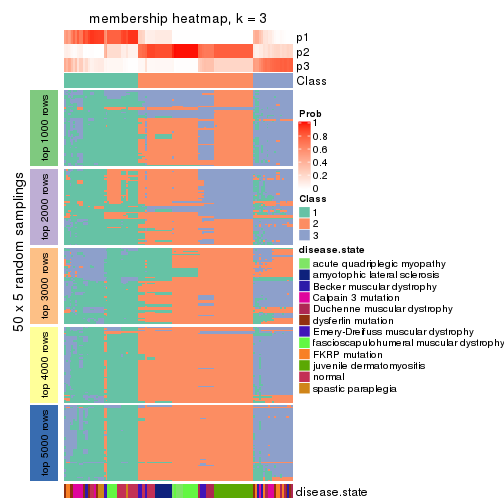 membership heatmap, k = 3
p1
p2
p3
Class
50 x 5 random samplings
top 1000 rows
top 2000 rows
top 3000 rows
top 4000 rows
top 5000 rows
disease.state
Prob
1
0.8
0.6
0.4
0.2
0
Class
1
2
3
disease.state
acute quadriplegic myopathy
amyotophic lateral sclerosis
Becker muscular dystrophy
Calpain 3 mutation
Duchenne muscular dystrophy
dysferlin mutation
Emery-Dreifuss muscular dystrophy
fascioscapulohumeral muscular dystrophy
FKRP mutation
juvenile dermatomyositis
normal
spastic paraplegia